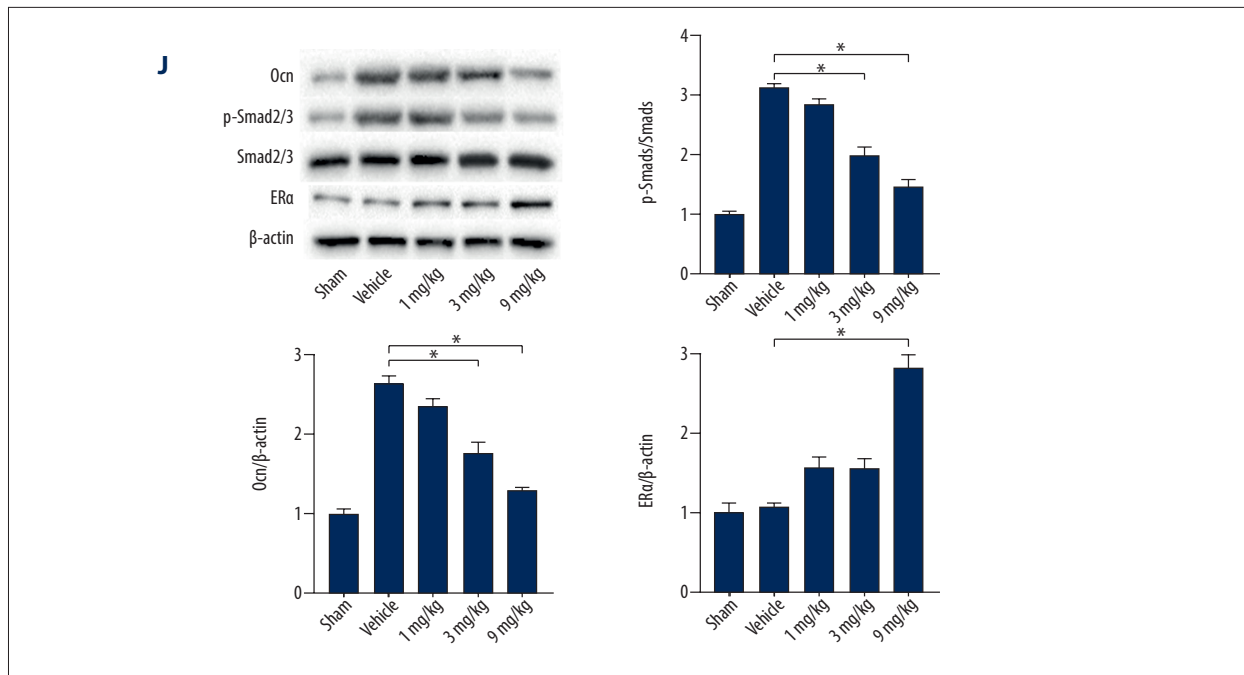 J
Ocn
p-Smad2/3
Smad2/3
ERα
β-actin
Sham
Vehicle
1 mg/kg
3 mg/kg
9 mg/kg
p-Smads/Smads
4
3
2
1
0
*
*
Sham
Vehicle
1 mg/kg
3 mg/kg
9 mg/kg
Ocn/β-actin
3
2
1
0
*
*
Sham
Vehicle
1 mg/kg
3 mg/kg
9 mg/kg
ERα/β-actin
3
2
1
0
*
Sham
Vehicle
1 mg/kg
3 mg/kg
9 mg/kg